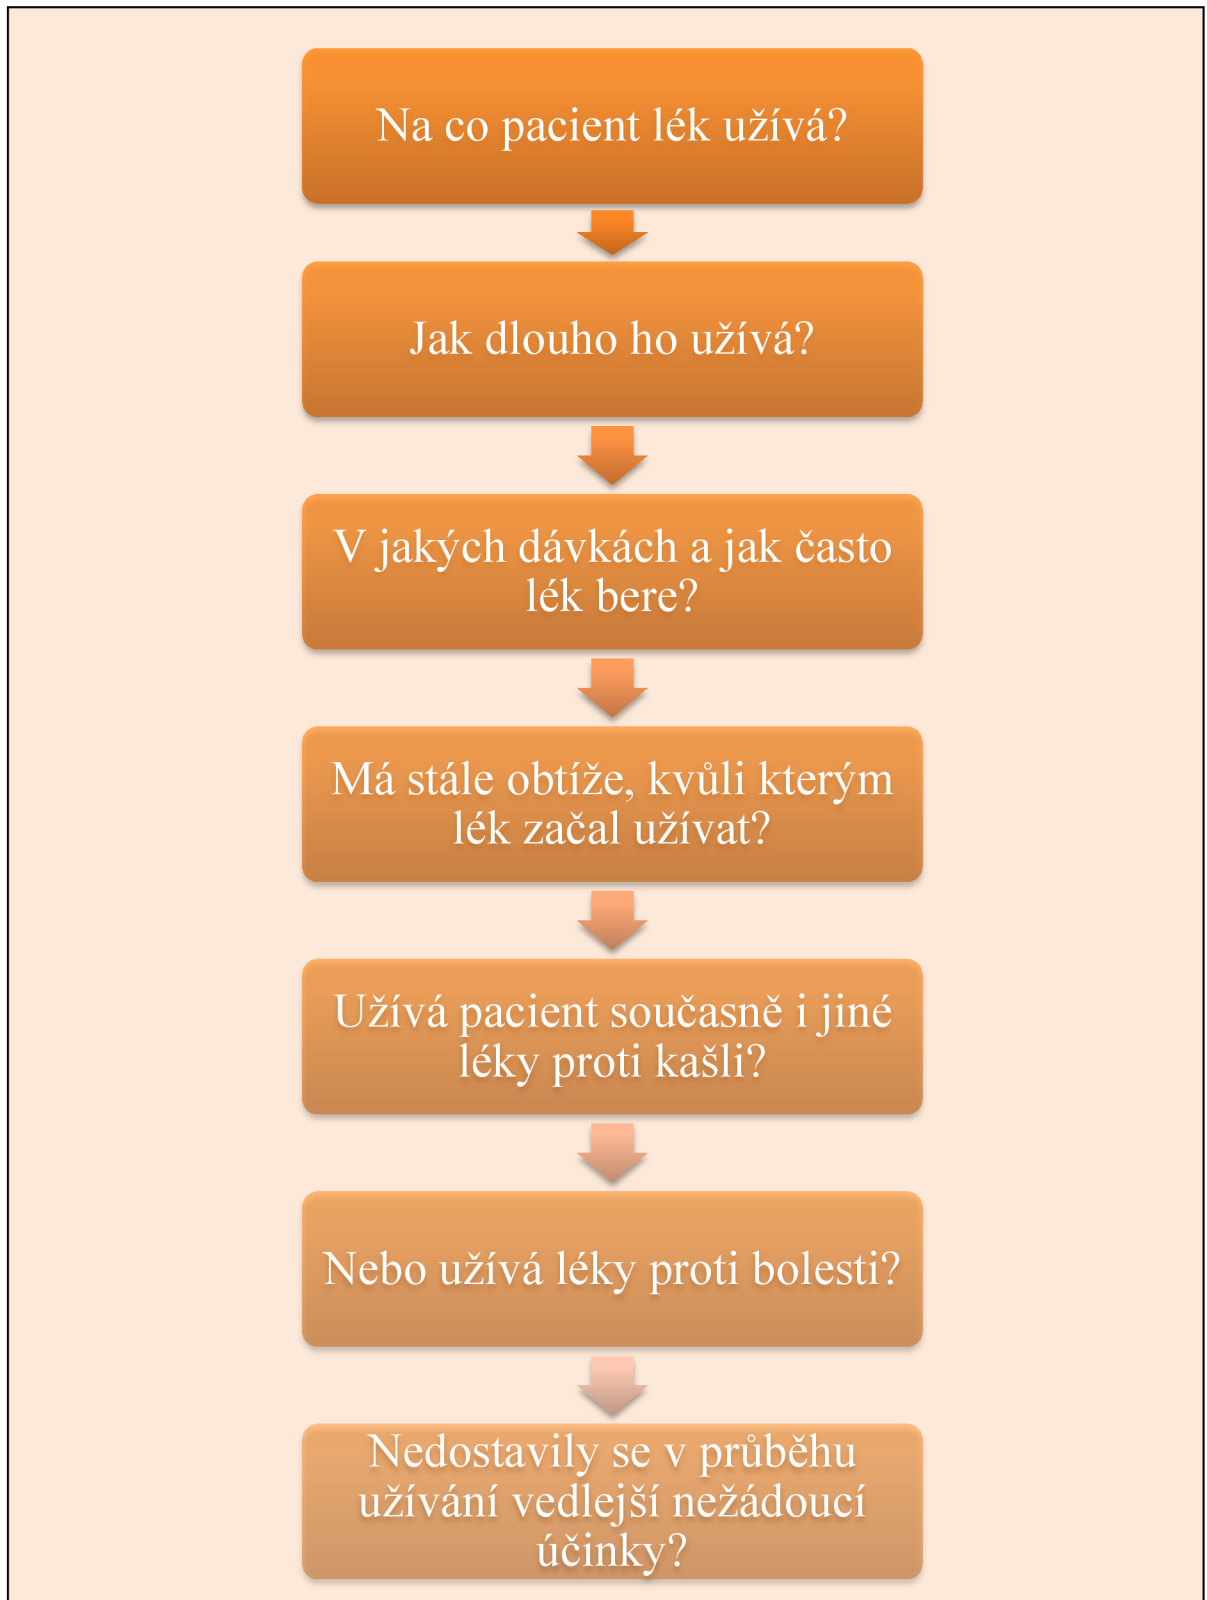 Na co pacient lék užívá?
Jak dlouho ho užívá?
V jakých dávkách a jak často
lék bere?
Má stále obtíže, kvůli kterým
lék začal užívat?
Užívá pacient současně i jiné
léky proti kašli?
Nebo užívá léky proti bolesti?
Nedostavily se v průběhu
užívání vedlejší nežádoucí
účinky?